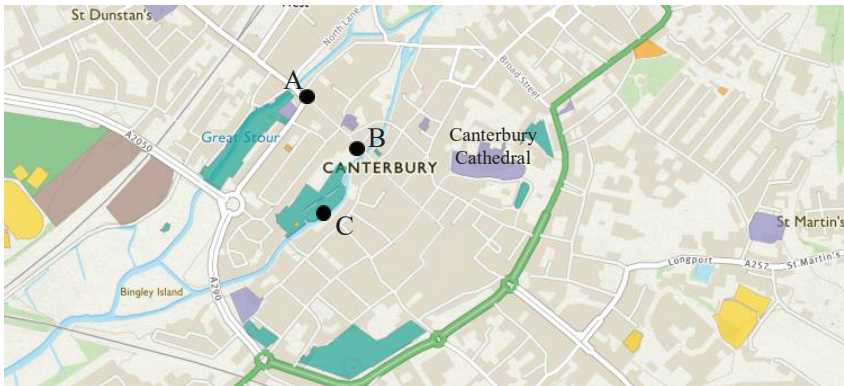 St Dunstan's
West
North Lane
Broad Street
A
A2050
Great Stour
B
Canterbury
Cathedral
CANTERBURY
C
St Martin's
Longport
A257
St.Martin's
Bingley Island
A290